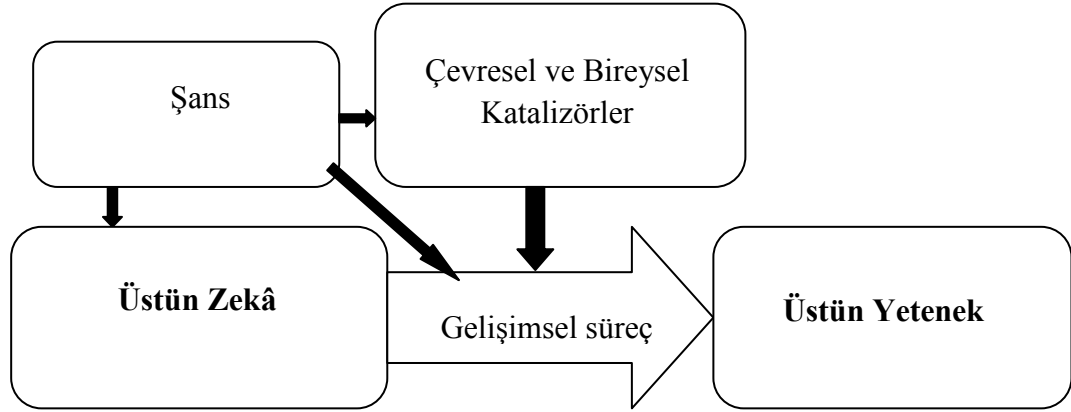 Şans
Çevresel ve Bireysel
Katalizörler
Üstün Zekâ
Gelişimsel süreç
Üstün Yetenek